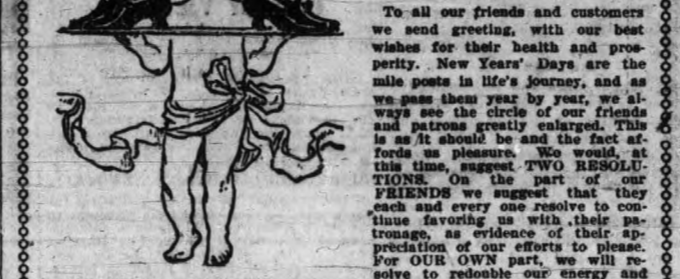 To all our friends and customers
we send greeting, with our best
wishes for their health and pros-
perity. New Years' Days are the
mile posts in life's journey, and as
we pass them year by year, we al-
ways see the circle of our friends
and patrons greatly enlarged. This
is as it should be and the fact af-
fords us pleasure. We would, at
this time, suggest TWO RESOLU-
TIONS. On the part of our
FRIENDS we suggest that they
each and every one resolve to con-
tinue favoring us with their pa-
tronage, as evidence of their ap-
preciation of our efforts to please.
For OUR OWN part, we will re-
solve to redouble our energy and